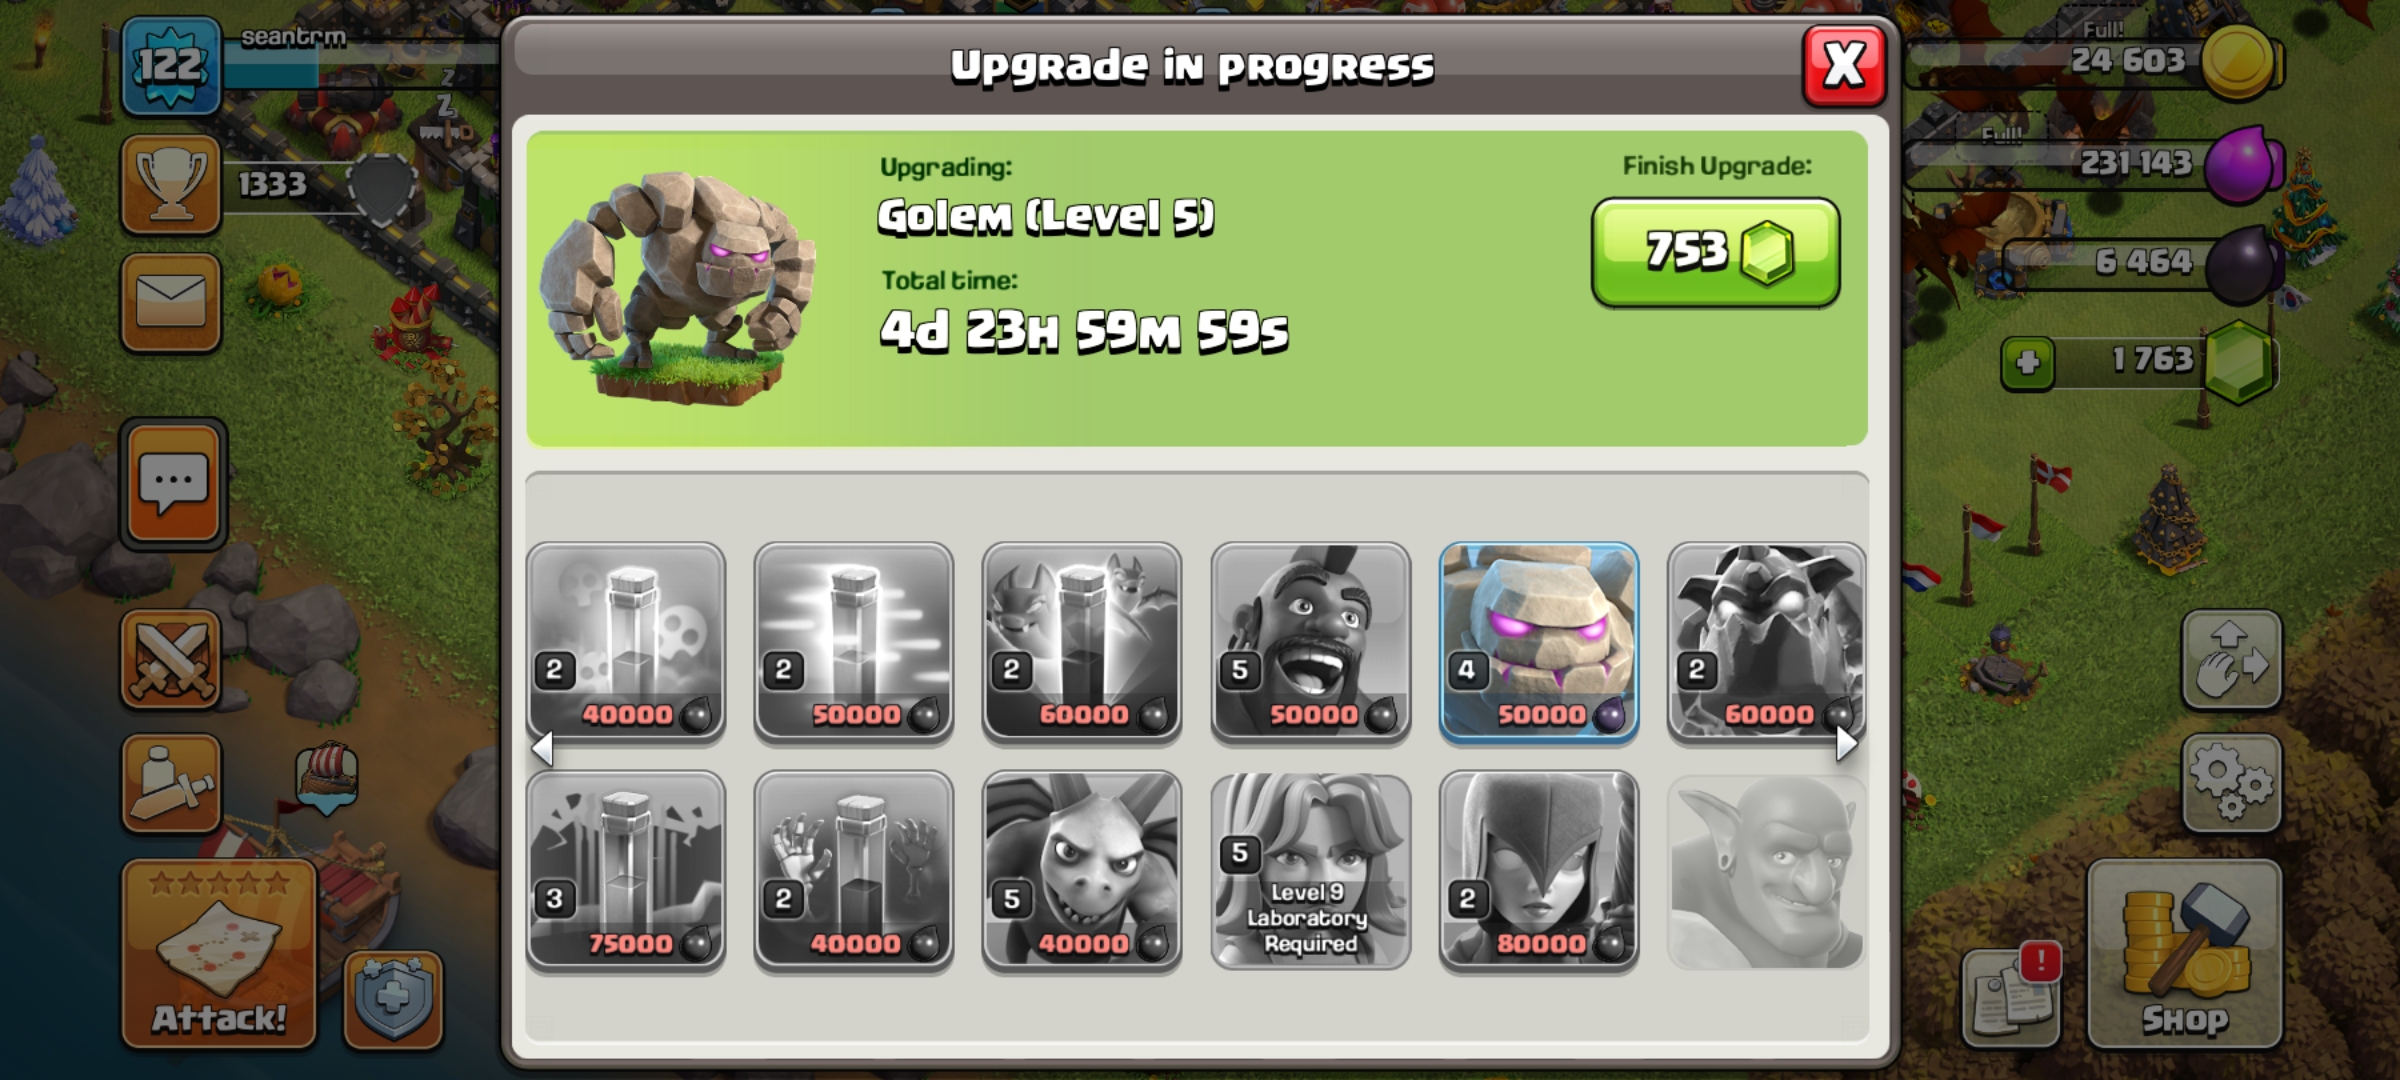 Upgrade in progress
X
122
seantrm
1333
Full!
24 603
Full!
231 143
6 464
1 763
Upgrading:
Golem (Level 5)
Total time:
4d 23H 59M 59s
Finish Upgrade:
753
2
40000
2
50000
2
60000
5
50000
4
50000
2
60000
3
75000
2
40000
5
40000
5
Level 9
Laboratory
Required
2
80000
Attack!
!
Shop